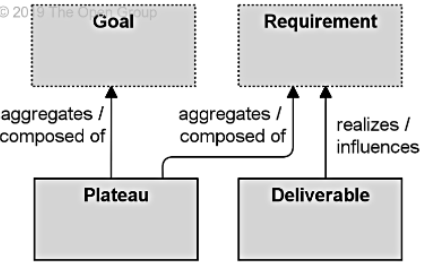 © 2019 The Open Group
Goal
Requirement
aggregates /
composed of
aggregates /
composed of
realizes /
influences
Plateau
Deliverable